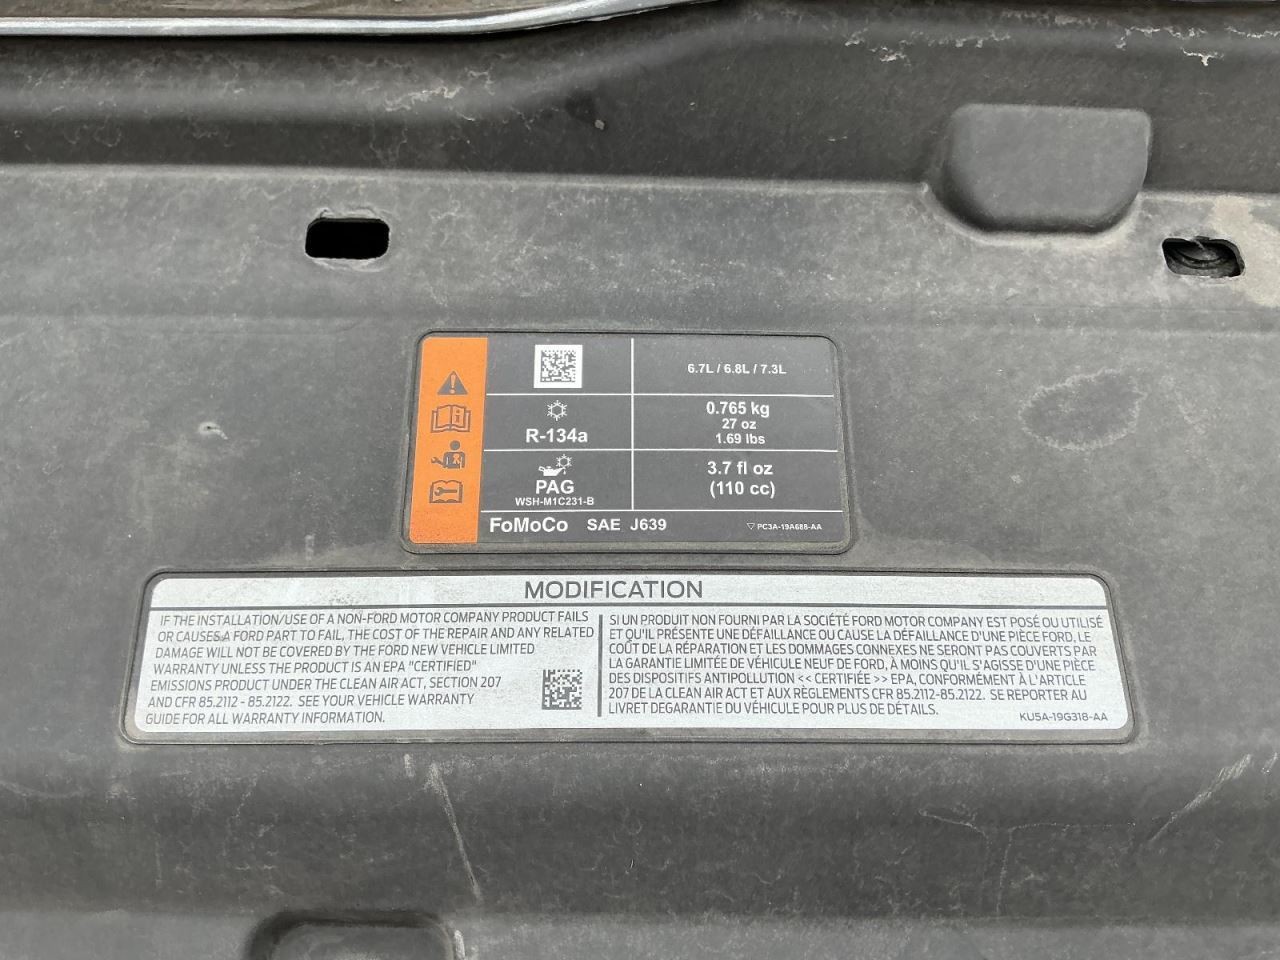 6.7L / 6.8L / 7.3L
R-134a
0.765 kg
27 oz
1.69 lbs
PAG
WSH-M1C231-B
3.7 fl oz
(110 cc)
FoMoCo SAE J639
PC3A-19A688-AA
MODIFICATION
IF THE INSTALLATION/USE OF A NON-FORD MOTOR COMPANY PRODUCT FAILS
OR CAUSES A FORD PART TO FAIL, THE COST OF THE REPAIR AND ANY RELATED
DAMAGE WILL NOT BE COVERED BY THE FORD NEW VEHICLE LIMITED
WARRANTY UNLESS THE PRODUCT IS AN EPA "CERTIFIED"
EMISSIONS PRODUCT UNDER THE CLEAN AIR ACT, SECTION 207
AND CFR 85.2112 - 85.2122. SEE YOUR VEHICLE WARRANTY
GUIDE FOR ALL WARRANTY INFORMATION.
SI UN PRODUIT NON FOURNI PAR LA SOCIÉTÉ FORD MOTOR COMPANY EST POSÉ OU UTILISÉ
ET QU'IL PRÉSENTE UNE DÉFAILLANCE OU CAUSE LA DÉFAILLANCE D'UNE PIÈCE FORD, LE
COÛT DE LA RÉPARATION ET LES DOMMAGES CONNEXES NE SERONT PAS COUVERTS PAR
LA GARANTIE LIMITÉE DE VÉHICULE NEUF DE FORD, À MOINS QU'IL S'AGISSE D'UNE PIÈCE
DES DISPOSITIFS ANTIPOLLUTION << CERTIFIÉE >> EPA, CONFORMÉMENT À L'ARTICLE
207 DE LA CLEAN AIR ACT ET AUX RÈGLEMENTS CFR 85.2112-85.2122. SE REPORTER AU
LIVRET DEGARANTIE DU VÉHICULE POUR PLUS DE DÉTAILS.
KU5A-19G318-AA